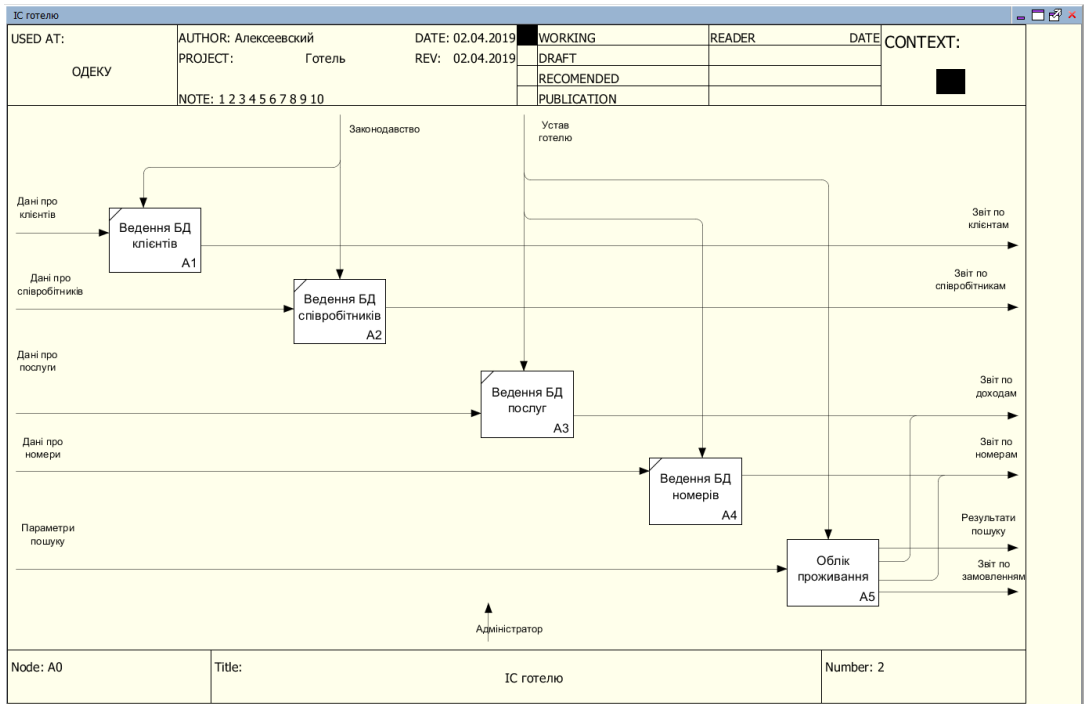 ІС готелю
USED AT:
ОДЕКУ
AUTHOR: Алексеевский
DATE: 02.04.2019
PROJECT: Готель
REV: 02.04.2019
NOTE: 1 2 3 4 5 6 7 8 9 10
WORKING
DRAFT
RECOMENDED
PUBLICATION
READER
DATE
CONTEXT:
Законодавство
Устав
готелю
Дані про
клієнтів
Ведення БД
клієнтів
A1
Звіт по
клієнтам
Дані про
співробітників
Ведення БД
співробітників
A2
Звіт по
співробітникам
Дані про
послуги
Ведення БД
послуг
A3
Звіт по
доходам
Дані про
номери
Ведення БД
номерів
A4
Звіт по
номерам
Параметри
пошуку
Облік
проживання
A5
Результати
пошуку
Звіт по
замовленням
Адміністратор
Node: A0
Title:
ІС готелю
Number: 2